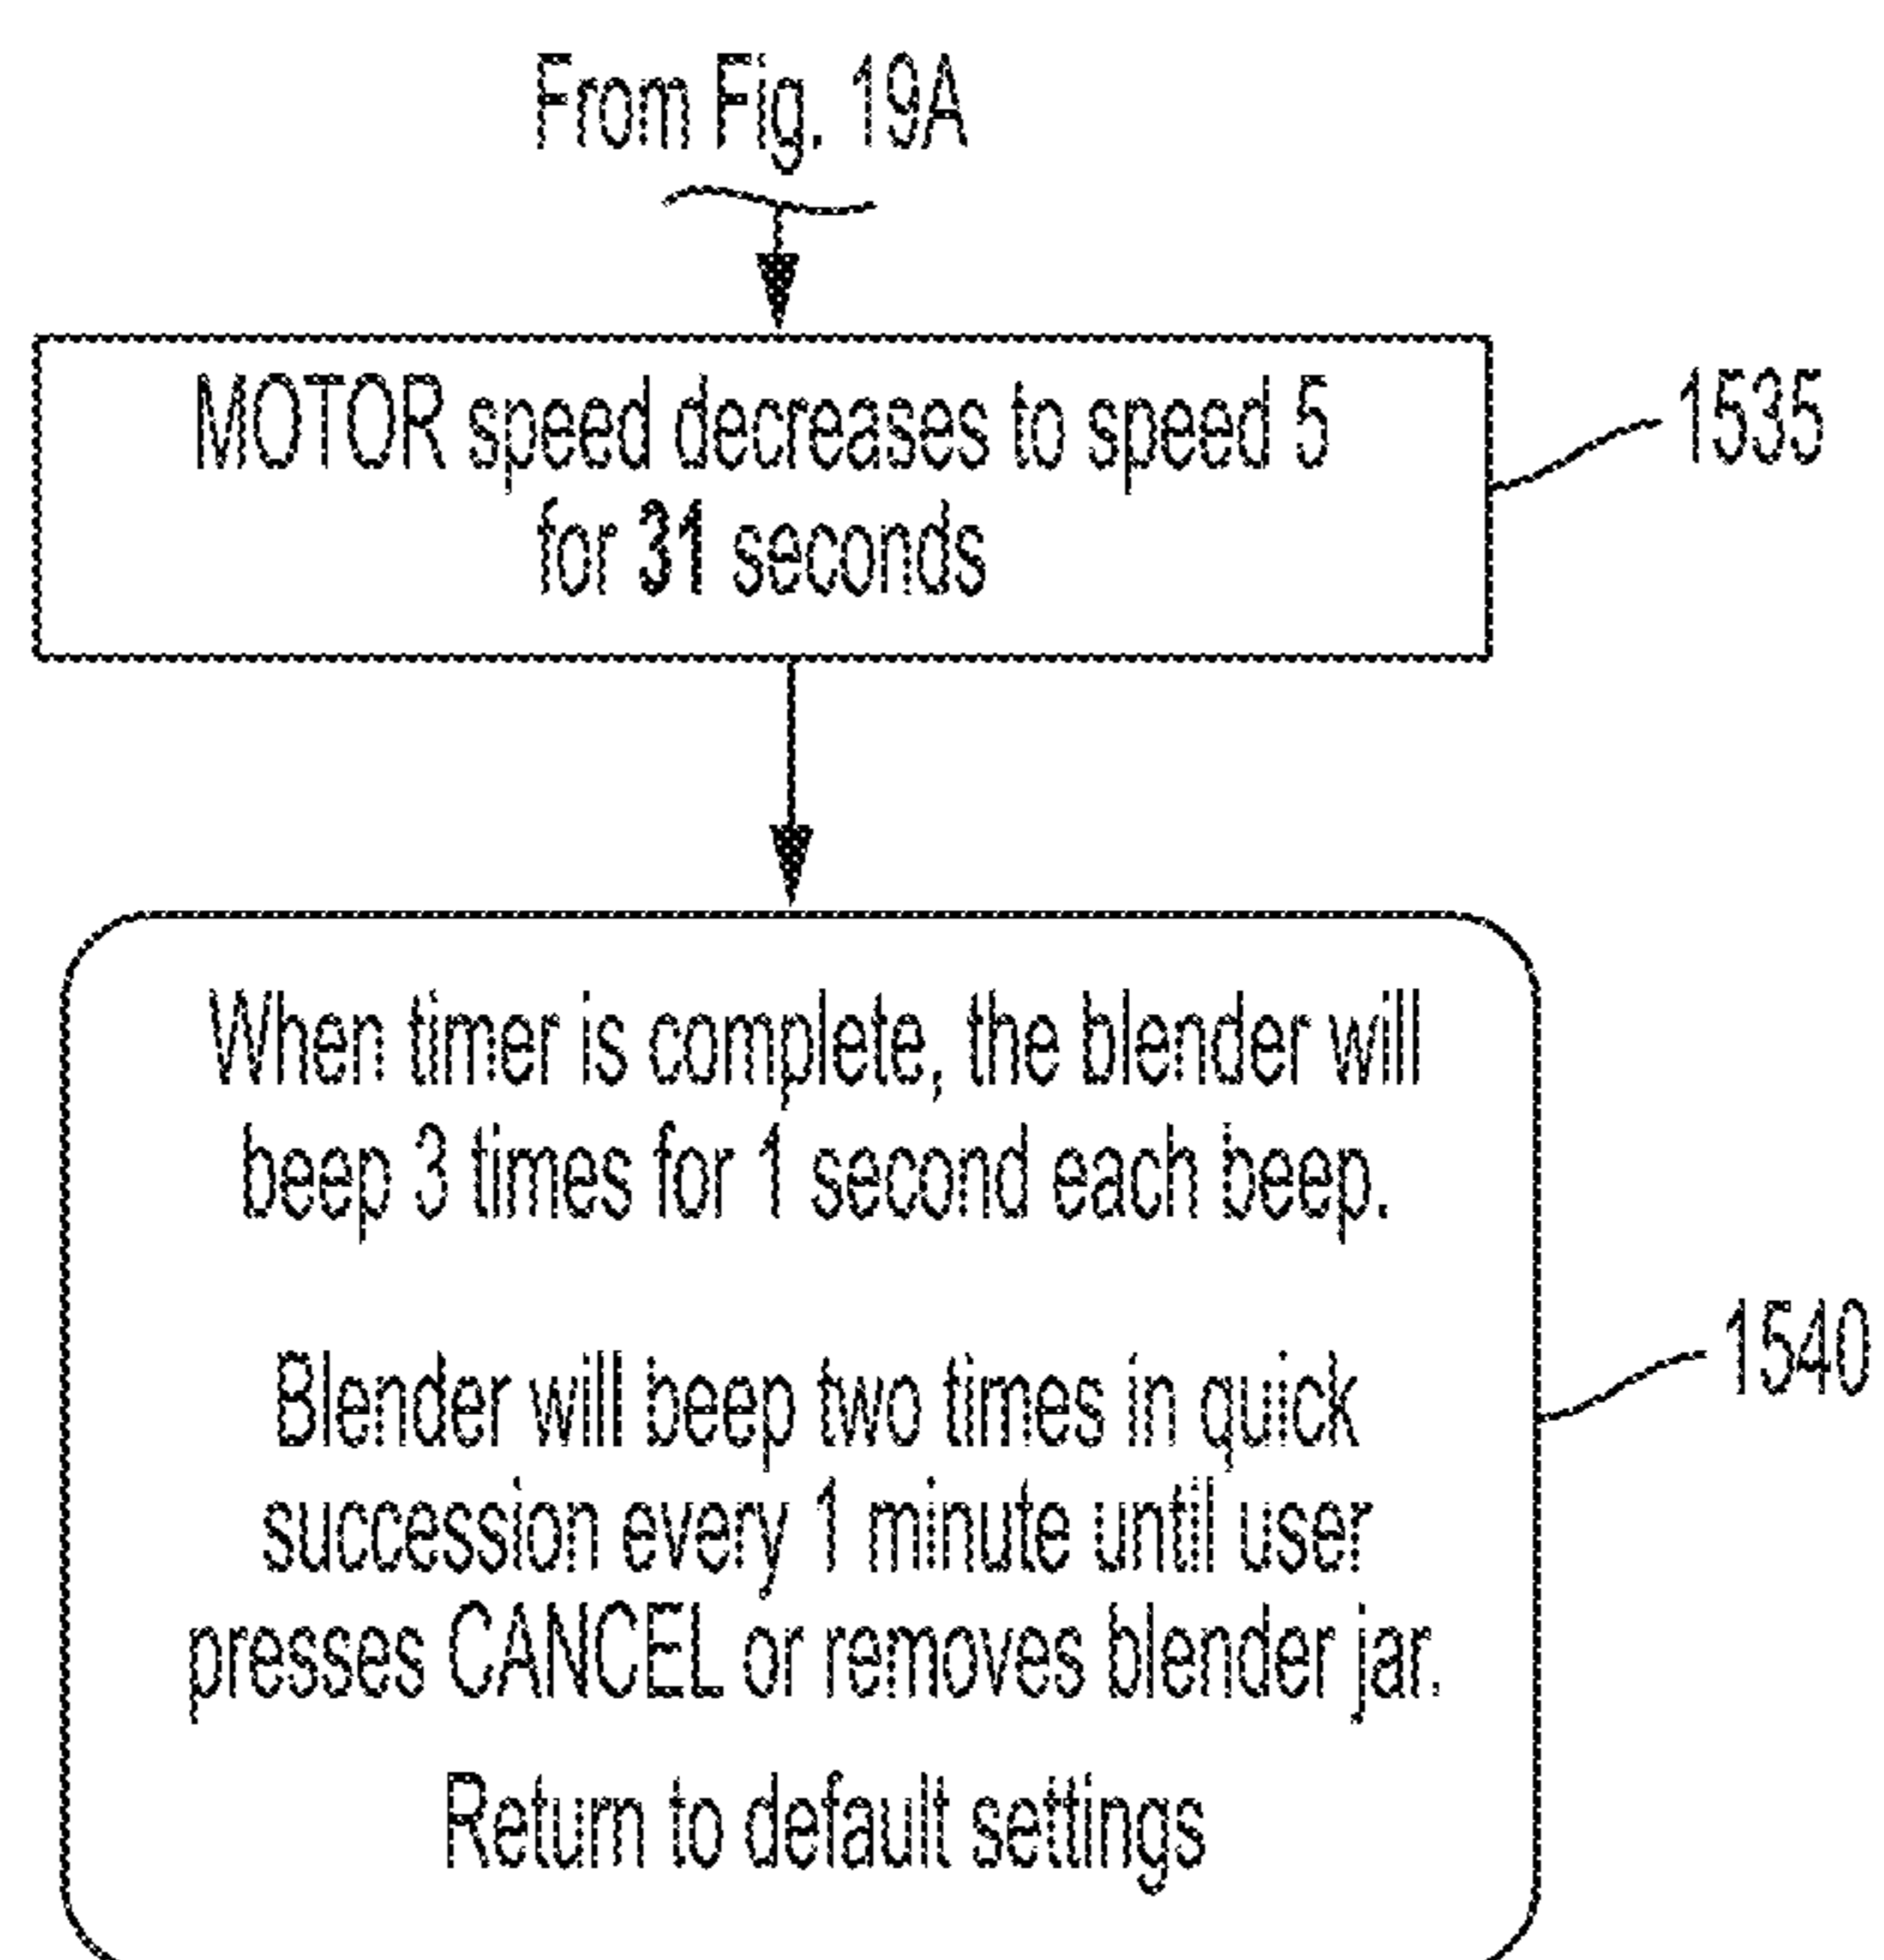 From Fig. 19A
MOTOR speed decreases to speed 5
for 31 seconds
1535
When timer is complete, the blender will
beep 3 times for 1 second each beep.
Blender will beep two times in quick
succession every 1 minute until user
presses CANCEL or removes blender jar.
Return to default settings
1540